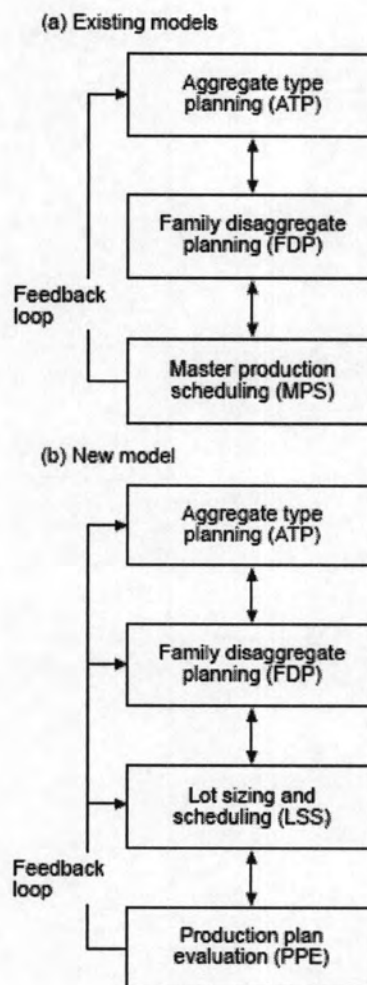 (a) Existing models
Aggregate type
planning (ATP)
Family disaggregate
planning (FDP)
Feedback
loop
Master production
scheduling (MPS)
(b) New model
Aggregate type
planning (ATP)
Family disaggregate
planning (FDP)
Lot sizing and
scheduling (LSS)
Feedback
loop
Production plan
evaluation (PPE)